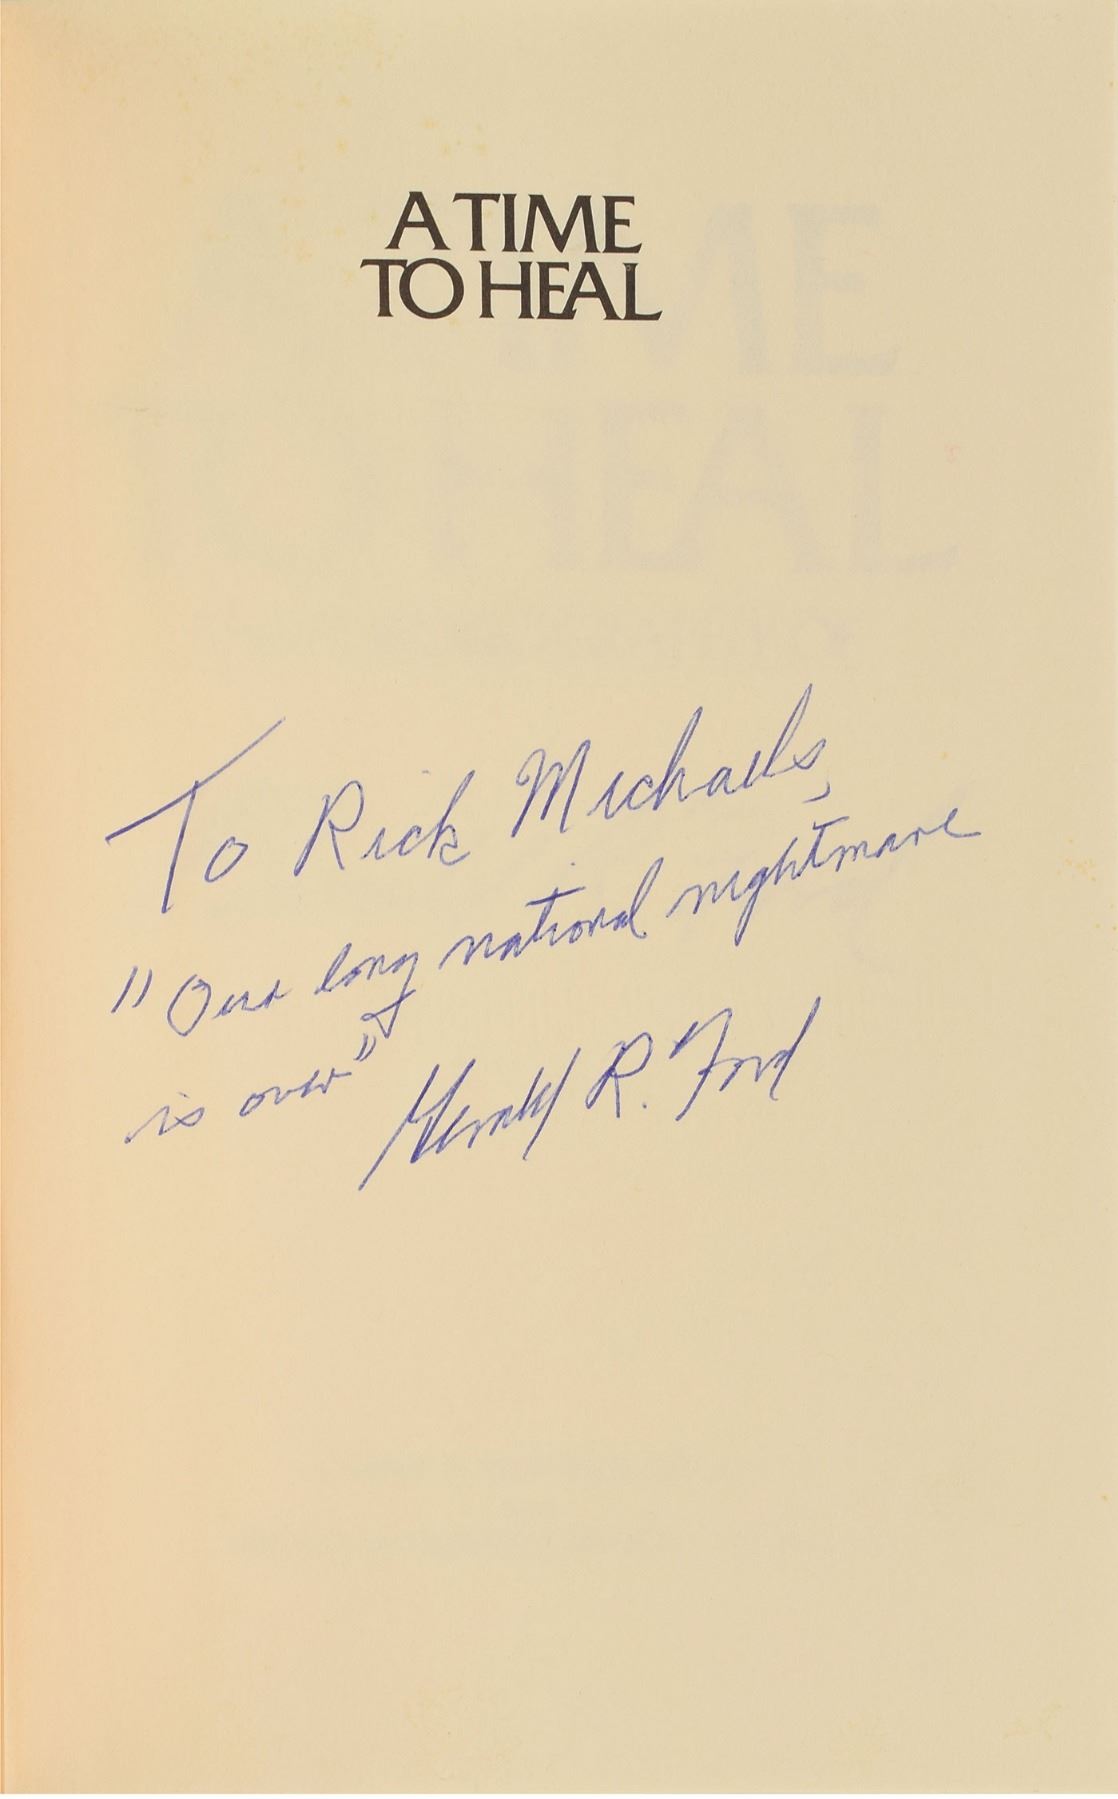 A TIME
TO HEAL
To Rick Michaels,
"Our long national nightmare
is over"
Gerald R. Ford